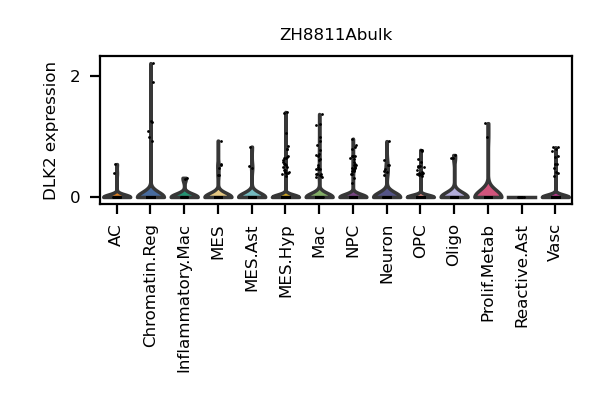 ZH8811Abulk
DLK2 expression
2
0
AC
Chromatin.Reg
Inflammatory.Mac
MES
MES.Ast
MES.Hyp
Mac
NPC
Neuron
OPC
Oligo
Prolif.Metab
Reactive.Ast
Vasc